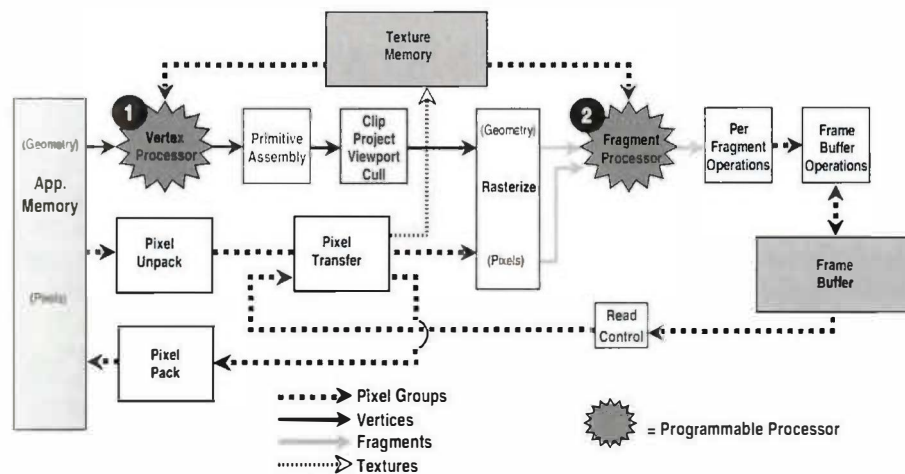 Texture
Memory
1
2
(Geometry)
Vertex
Processor
Primitive
Assembly
Clip
Project
Viewport
Cull
(Geometry)
Rasterize
(Pixels)
Fragment
Processor
Per
Fragment
Operations
Frame
Buffer
Operations
App.
Memory
(Pixels)
Pixel
Unpack
Pixel
Transfer
Frame
Buffer
Read
Control
Pixel
Pack
Pixel Groups
Vertices
Fragments
Textures
= Programmable Processor